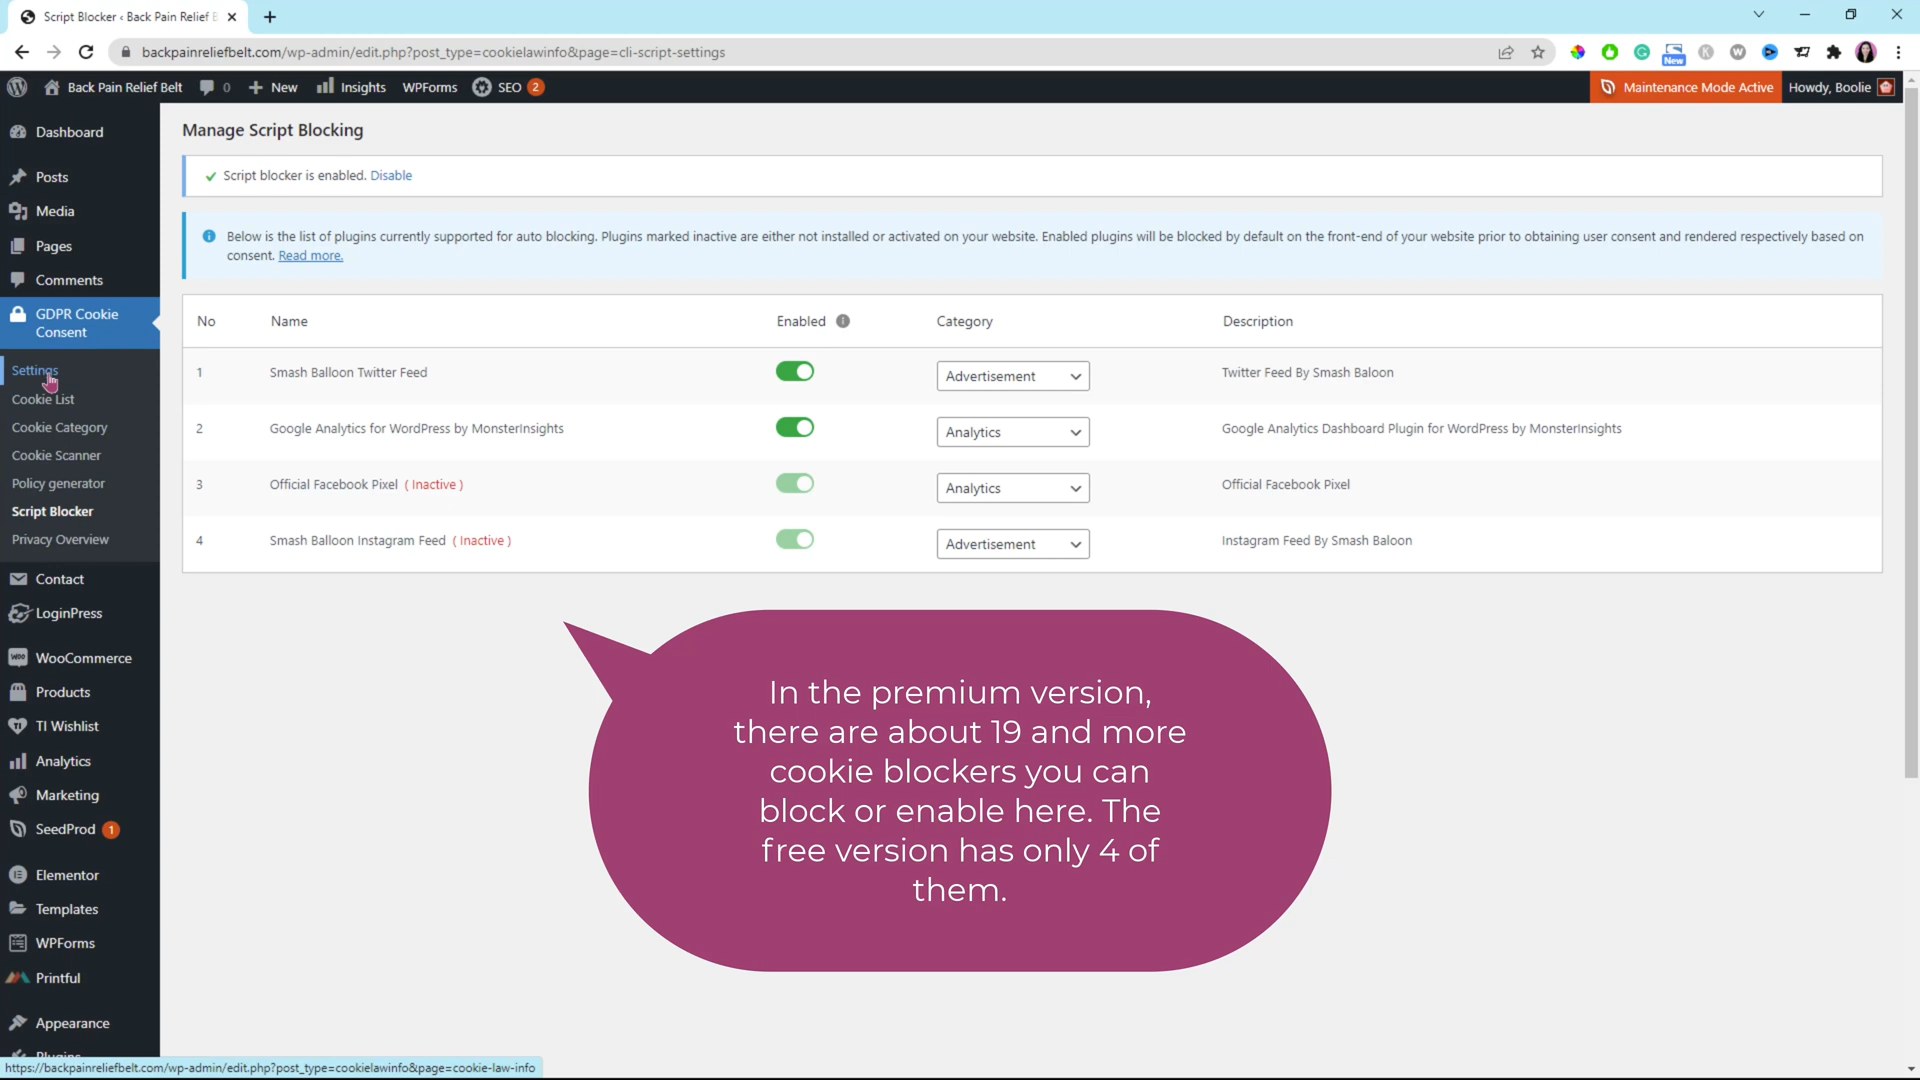 Script Blocker ‹ Back Pain Relief B
backpainreliefbelt.com/wp-admin/edit.php?post_type=cookielawinfo&page=cli-script-settings
New
Back Pain Relief Belt
0
New
Insights
WPForms
SEO
2
Maintenance Mode Active
Howdy, Boolie
Dashboard
Posts
Media
Pages
Comments
GDPR Cookie
Consent
Settings
Cookie List
Cookie Category
Cookie Scanner
Policy generator
Script Blocker
Privacy Overview
Contact
LoginPress
WooCommerce
Products
TI Wishlist
Analytics
Marketing
SeedProd 1
Elementor
Templates
WPForms
Printful
Appearance
Plugins
Manage Script Blocking
Script blocker is enabled. Disable
Below is the list of plugins currently supported for auto blocking. Plugins marked inactive are either not installed or activated on your website. Enabled plugins will be blocked by default on the front-end of your website prior to obtaining user consent and rendered respectively based on
consent. Read more.
No Name Enabled Category Description
1 Smash Balloon Twitter Feed Advertisement Twitter Feed By Smash Baloon
2 Google Analytics for WordPress by MonsterInsights Analytics Google Analytics Dashboard Plugin for WordPress by MonsterInsights
3 Official Facebook Pixel ( Inactive ) Analytics Official Facebook Pixel
4 Smash Balloon Instagram Feed ( Inactive ) Advertisement Instagram Feed By Smash Baloon
In the premium version,
there are about 19 and more
cookie blockers you can
block or enable here. The
free version has only 4 of
them.
https://backpainreliefbelt.com/wp-admin/edit.php?post_type=cookielawinfo&page=cookie-law-info